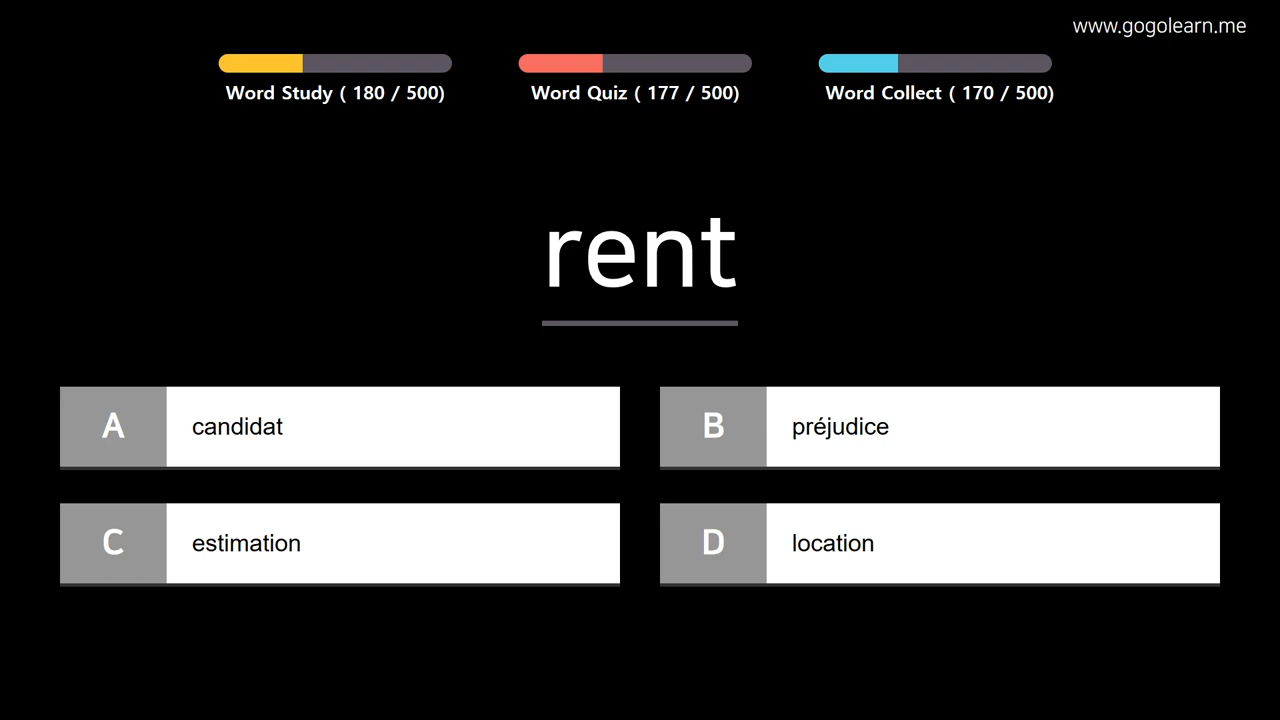 www.gogolearn.me
Word Study ( 180 / 500)
Word Quiz ( 177 / 500)
Word Collect ( 170 / 500)
rent
A
candidat
B
préjudice
C
estimation
D
location